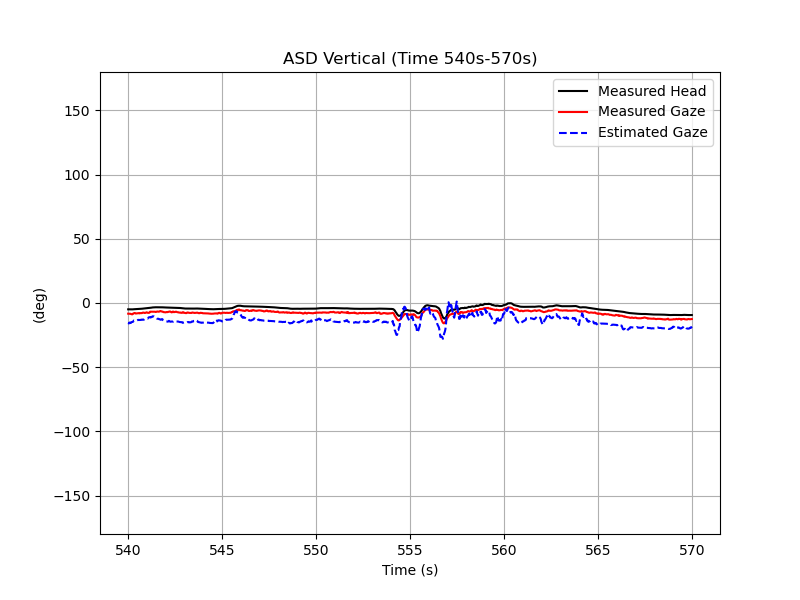 ASD Vertical (Time 540s-570s)
Measured Head
Measured Gaze
Estimated Gaze
150
100
50
0
−50
−100
−150
(deg)
540 545 550 555 560 565 570
Time (s)